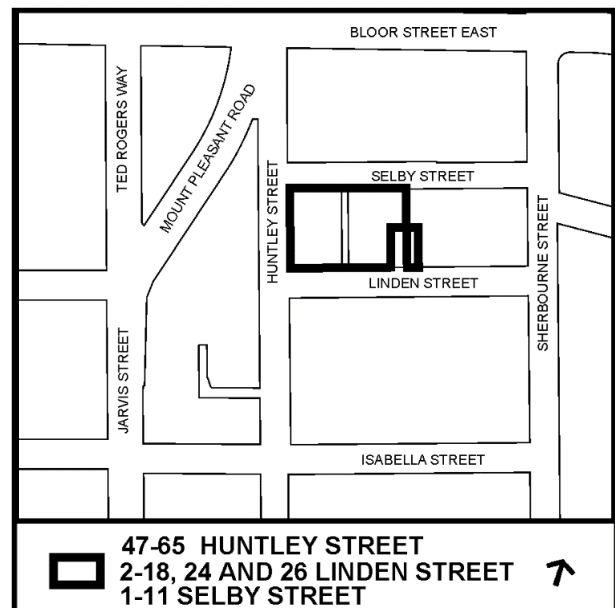 BLOOR STREET EAST
TED ROGERS WAY
MOUNT PLEASANT ROAD
SELBY STREET
HUNTLEY STREET
LINDEN STREET
SHERBOURNE STREET
JARVIS STREET
ISABELLA STREET
47-65 HUNTLEY STREET
2-18, 24 AND 26 LINDEN STREET
1-11 SELBY STREET